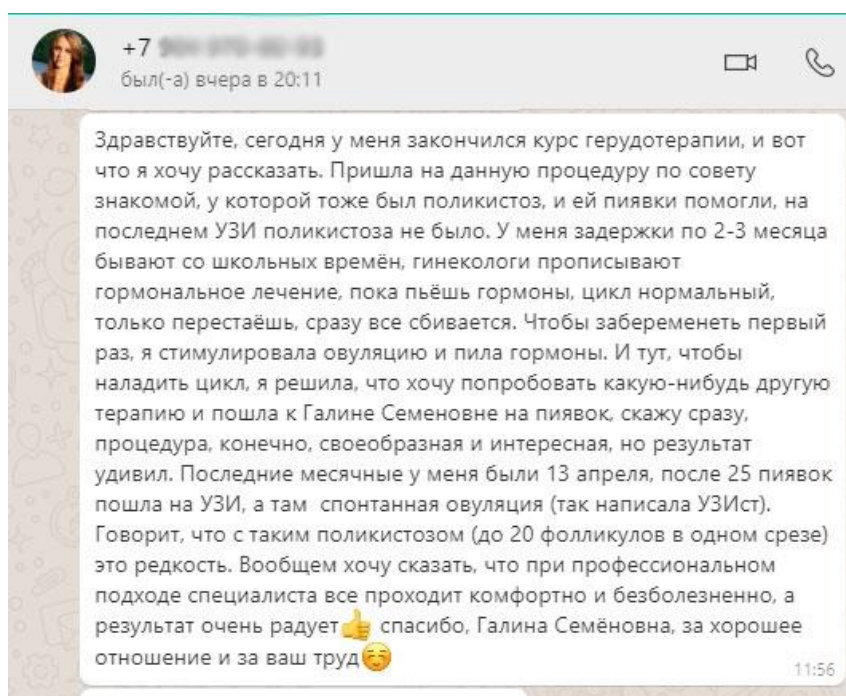 +7
был(-а) вчера в 20:11
Здравствуйте, сегодня у меня закончился курс герудотерапии, и вот
что я хочу рассказать. Пришла на данную процедуру по совету
знакомой, у которой тоже был поликистоз, и ей пиявки помогли, на
последнем УЗИ поликистоза не было. У меня задержки по 2-3 месяца
бывают со школьных времён, гинекологи прописывают
гормональное лечение, пока пьёшь гормоны, цикл нормальный,
только перестаёшь, сразу все сбивается. Чтобы забеременеть первый
раз, я стимулировала овуляцию и пила гормоны. И тут, чтобы
наладить цикл, я решила, что хочу попробовать какую-нибудь другую
терапию и пошла к Галине Семеновне на пиявок, скажу сразу,
процедура, конечно, своеобразная и интересная, но результат
удивил. Последние месячные у меня были 13 апреля, после 25 пиявок
пошла на УЗИ, а там спонтанная овуляция (так написала УЗИст).
Говорит, что с таким поликистозом (до 20 фолликулов в одном срезе)
это редкость. Вообщем хочу сказать, что при профессиональном
подходе специалиста все проходит комфортно и безболезненно, а
результат очень радует👍 спасибо, Галина Семёновна, за хорошее
отношение и за ваш труд☺️
11:56